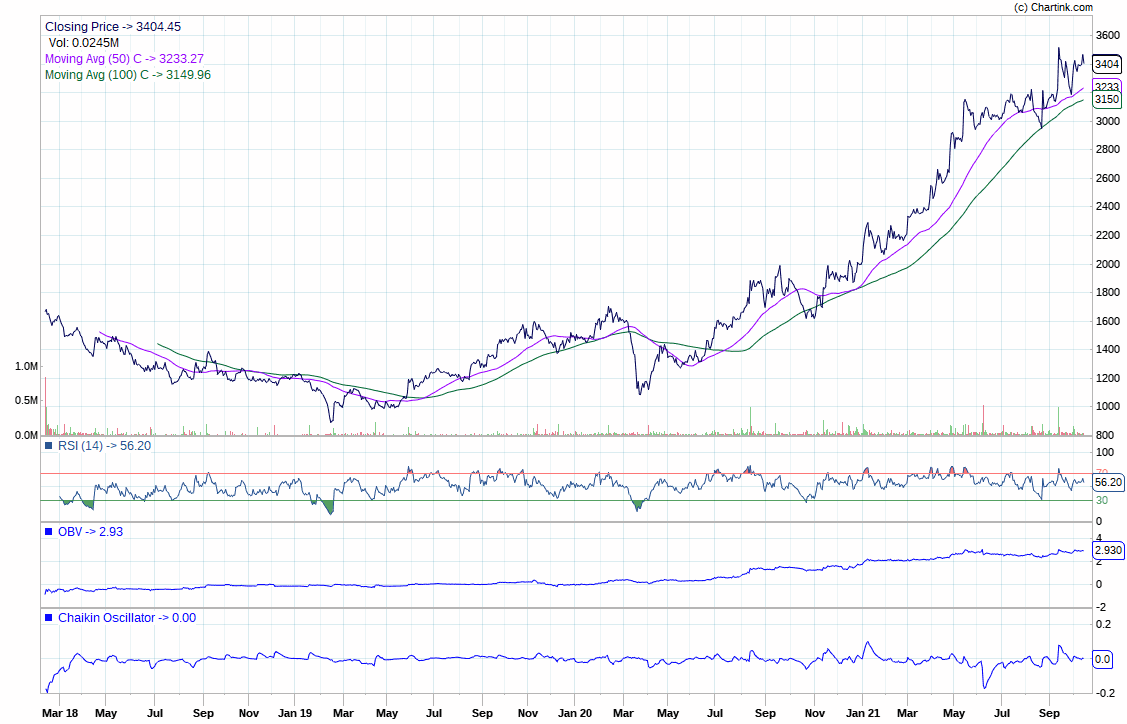 (c) Chartink.com
Closing Price -> 3404.45
Vol: 0.0245M
Moving Avg (50) C -> 3233.27
Moving Avg (100) C -> 3149.96
3600
3404
3233
3150
3000
2800
2600
2400
2200
2000
1800
1600
1400
1200
1000
800
1.0M
0.5M
0.0M
RSI (14) -> 56.20
100
70
56.20
30
0
OBV -> 2.93
4
2.930
2
0
-2
Chaikin Oscillator -> 0.00
0.2
0.0
-0.2
Mar 18 May Jul Sep Nov Jan 19 Mar May Jul Sep Nov Jan 20 Mar May Jul Sep Nov Jan 21 Mar May Jul Sep